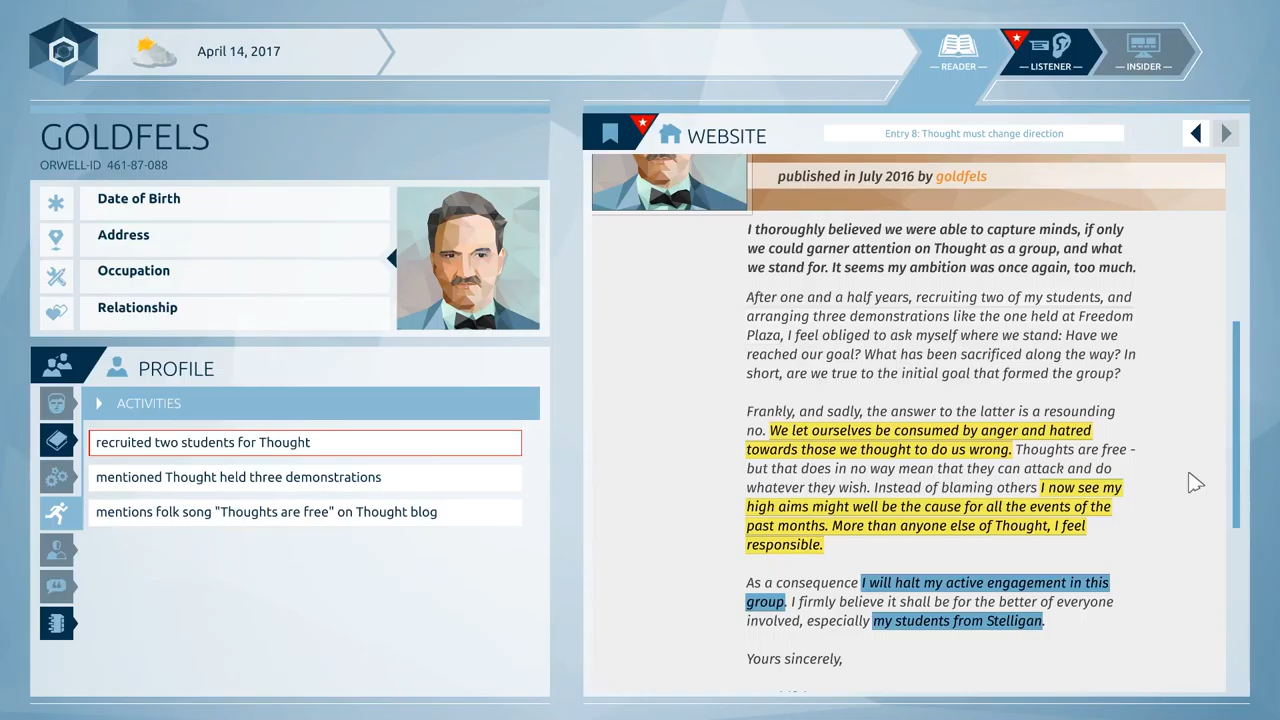 April 14, 2017
— READER —
— LISTENER —
— INSIDER —
GOLDFELS
ORWELL-ID 461-87-088
Date of Birth
Address
Occupation
Relationship
PROFILE
ACTIVITIES
recruited two students for Thought
mentioned Thought held three demonstrations
mentions folk song "Thoughts are free" on Thought blog
WEBSITE
Entry 8: Thought must change direction
published in July 2016 by goldfels
I thoroughly believed we were able to capture minds, if only
we could garner attention on Thought as a group, and what
we stand for. It seems my ambition was once again, too much.
After one and a half years, recruiting two of my students, and
arranging three demonstrations like the one held at Freedom
Plaza, I feel obliged to ask myself where we stand: Have we
reached our goal? What has been sacrificed along the way? In
short, are we true to the initial goal that formed the group?
Frankly, and sadly, the answer to the latter is a resounding
no. We let ourselves be consumed by anger and hatred
towards those we thought to do us wrong. Thoughts are free -
but that does in no way mean that they can attack and do
whatever they wish. Instead of blaming others I now see my
high aims might well be the cause for all the events of the
past months. More than anyone else of Thought, I feel
responsible.
As a consequence I will halt my active engagement in this
group. I firmly believe it shall be for the better of everyone
involved, especially my students from Stelligan.
Yours sincerely,